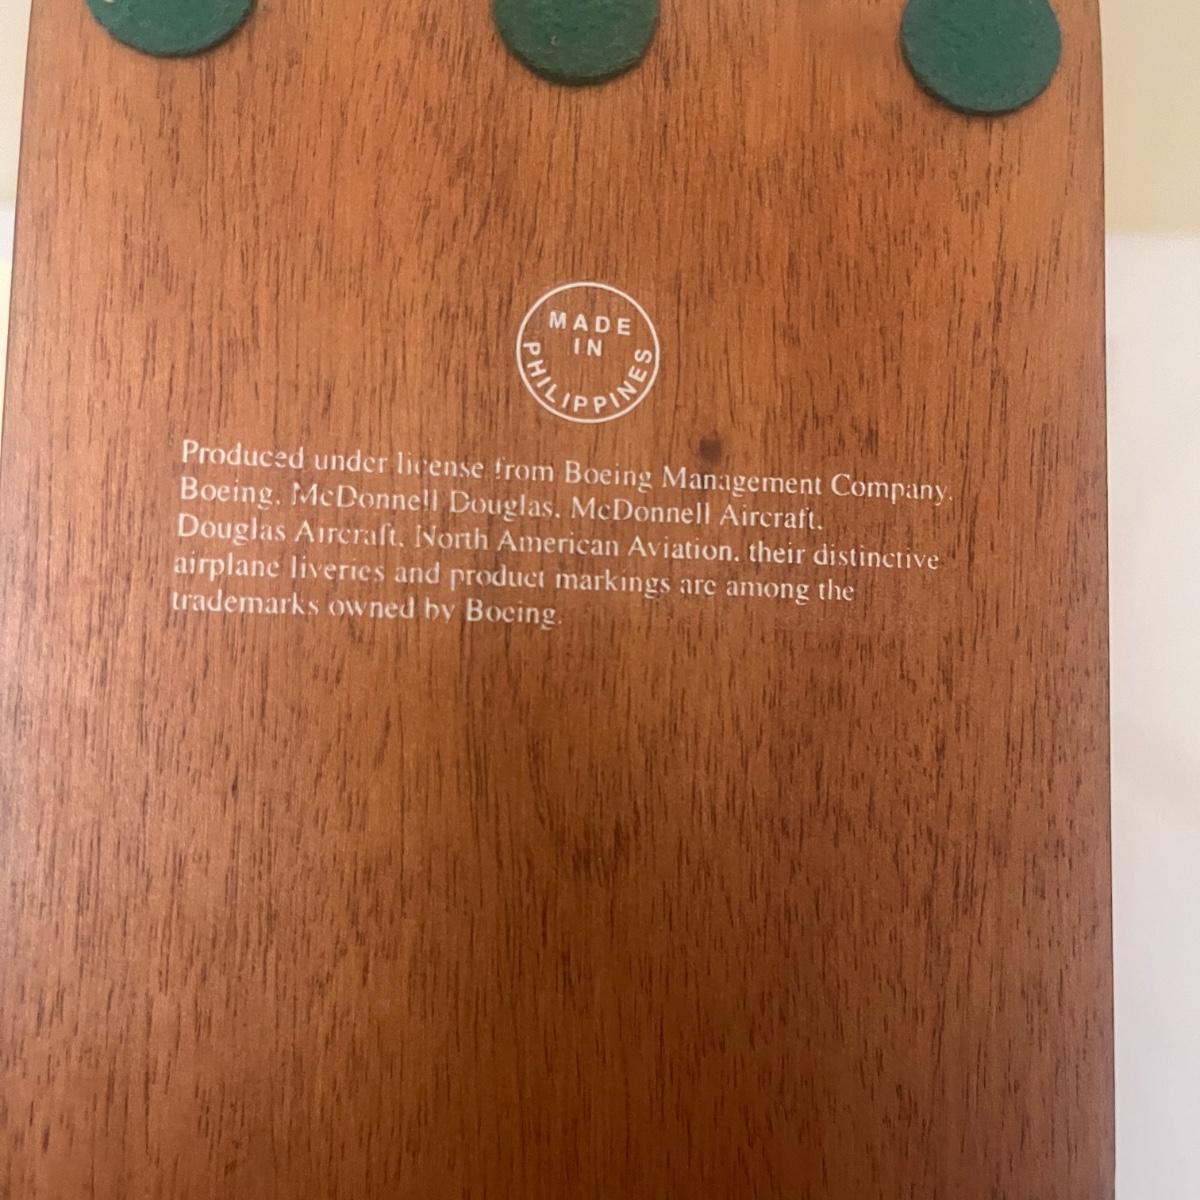 MADE
IN
PHILIPPINES
Produced under license from Boeing Management Company.
Boeing, McDonnell Douglas, McDonnell Aircraft,
Douglas Aircraft, North American Aviation, their distinctive
airplane liveries and product markings are among the
trademarks owned by Boeing.